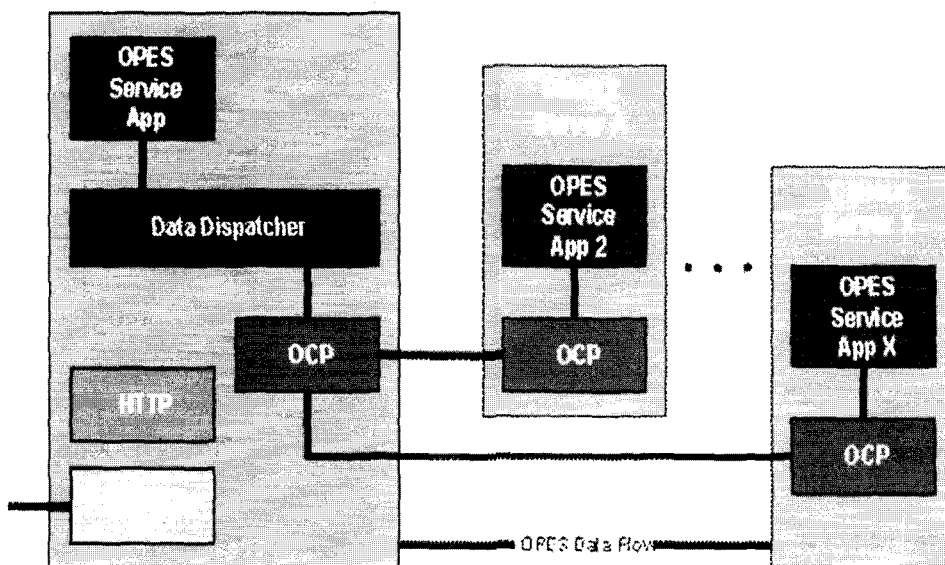 OPES
Service
App
Data Dispatcher
OCP
HTTP
OPES
Service
App 2
OCP
OPES
Service
App X
OCP
OPES Data Flow